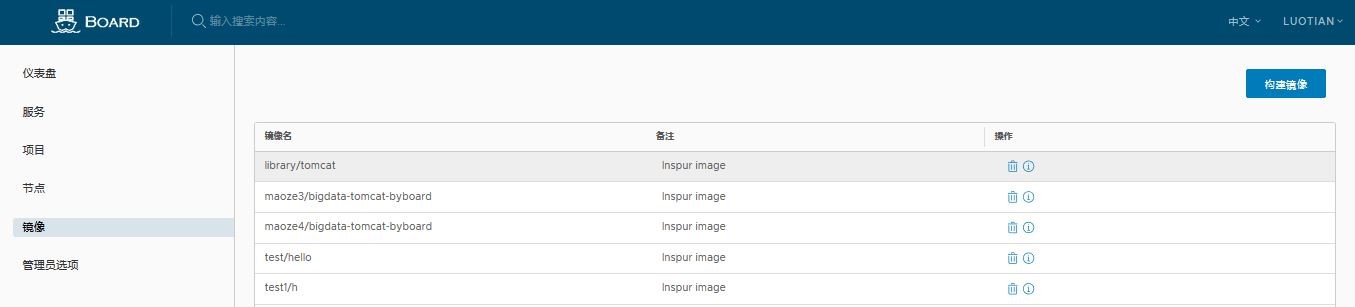 BOARD 输入搜索内容... 中文 LUOTIAN
仪表盘
服务
项目
节点
镜像
管理员选项
构建镜像
镜像名 备注 操作
library/tomcat Inspur image
maoze3/bigdata-tomcat-byboard Inspur image
maoze4/bigdata-tomcat-byboard Inspur image
test/hello Inspur image
test1/h Inspur image